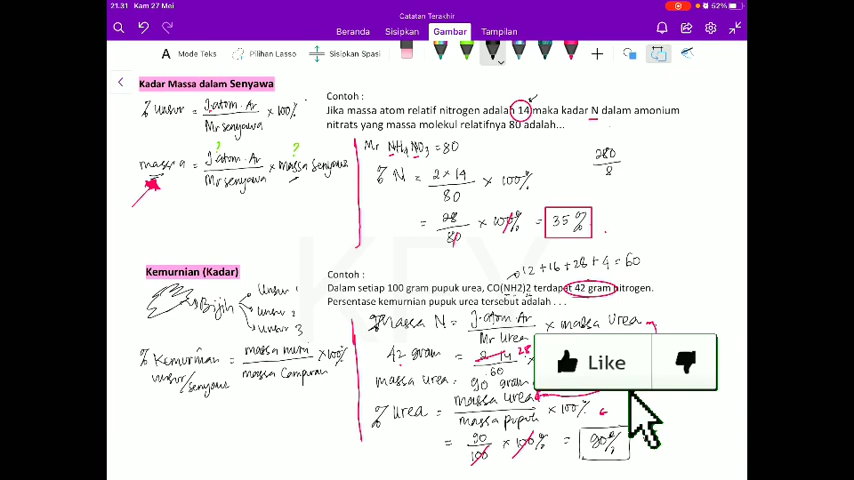 21.31 Kam 27 Mei
62%
Catatan Terakhir
Beranda Sisipkan Gambar Tampilan
A Mode Teks Pilihan Lasso Sisipkan Spasi
Kadar Massa dalam Senyawa
% Unsur = J.atom . Ar / Mr senyawa × 100%
? ?
massa = J.atom . Ar / Mr senyawa × massa senyawa
Contoh :
Jika massa atom relatif nitrogen adalah 14 maka kadar N dalam amonium
nitrats yang massa molekul relatifnya 80 adalah...
Mr NH4NO3 = 80
% N = 2 × 14 / 80 × 100%
280 / 8
= 28 / 80 × 100% = 35 %
Kemurnian (Kadar)
Bijih
Unsur 1
Unsur 2
Unsur 3
% Kemurnian unsur/senyawa = massa murni / massa campuran × 100%
Contoh :
12 + 16 + 28 + 4 = 60
Dalam setiap 100 gram pupuk urea, CO(NH2)2 terdapat 42 gram nitrogen.
Persentase kemurnian pupuk urea tersebut adalah . . .
massa N = J.atom . Ar / Mr Urea × massa Urea
42 gram = 2 . 14 28 / 60 ×
massa urea = 90 gram
% Urea = massa Urea / massa pupuk × 100%
= 90 / 100 × 100% = 90%
Like
KEY